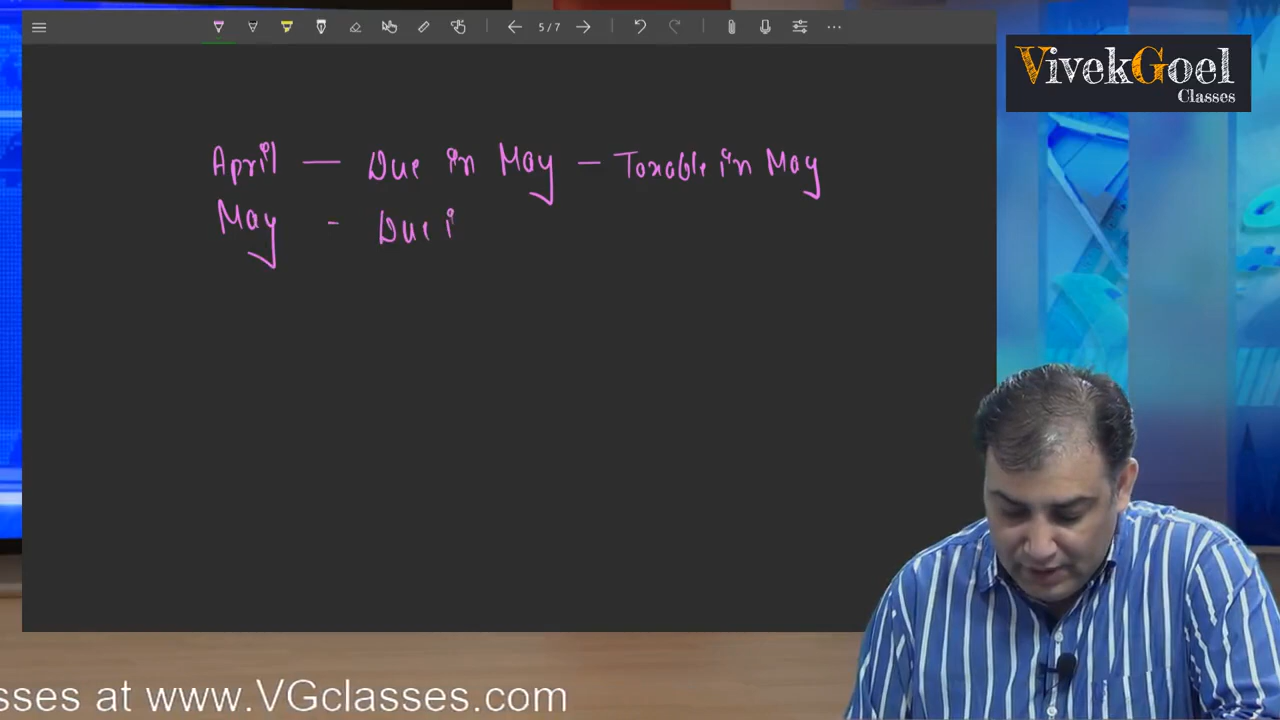 5/7
VivekGoel
Classes
April — Due in May – Taxable in May
May - Due i
sses at www.VGclasses.com